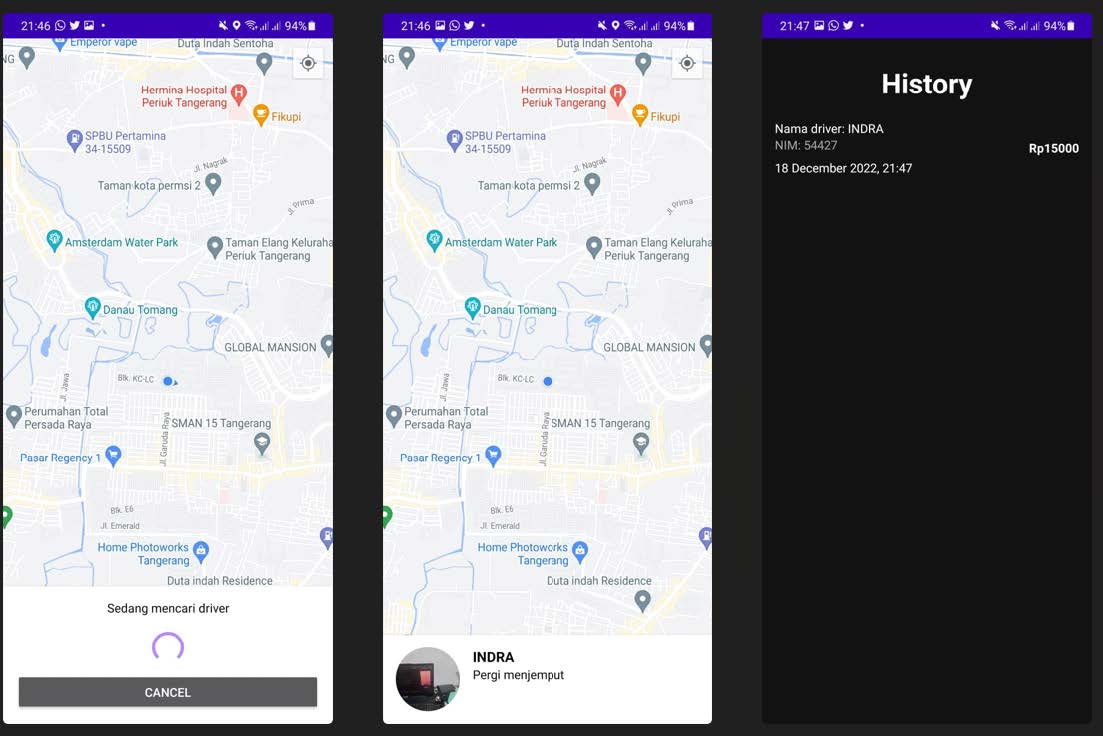 21:46
94%
Emperor vape
Duta Indah Sentoha
NG
Hermina Hospital
Periuk Tangerang
Fikupi
SPBU Pertamina
34-15509
Jl. Nagrak
Taman kota permsi 2
Jl. prima
Amsterdam Water Park
Taman Elang Keluraha
Periuk Tangerang
Danau Tomang
GLOBAL MANSION
Blk. KC-LC
Jl. Jawa
Perumahan Total
Persada Raya
Jl. Garuda Raya
SMAN 15 Tangerang
Pasar Regency 1
Blk. E6
Jl. Emerald
Home Photoworks
Tangerang
Duta indah Residence
Sedang mencari driver
CANCEL
21:46
94%
Emperor vape
Duta Indah Sentoha
NG
Hermina Hospital
Periuk Tangerang
Fikupi
SPBU Pertamina
34-15509
Jl. Nagrak
Taman kota permsi 2
Jl. prima
Amsterdam Water Park
Taman Elang Keluraha
Periuk Tangerang
Danau Tomang
GLOBAL MANSION
Blk. KC-LC
Jl. Jawa
Perumahan Total
Persada Raya
Jl. Garuda Raya
SMAN 15 Tangerang
Pasar Regency 1
Blk. E6
Jl. Emerald
Home Photoworks
Tangerang
Duta indah Residence
INDRA
Pergi menjemput
21:47
94%
History
Nama driver: INDRA
NIM: 54427
Rp15000
18 December 2022, 21:47